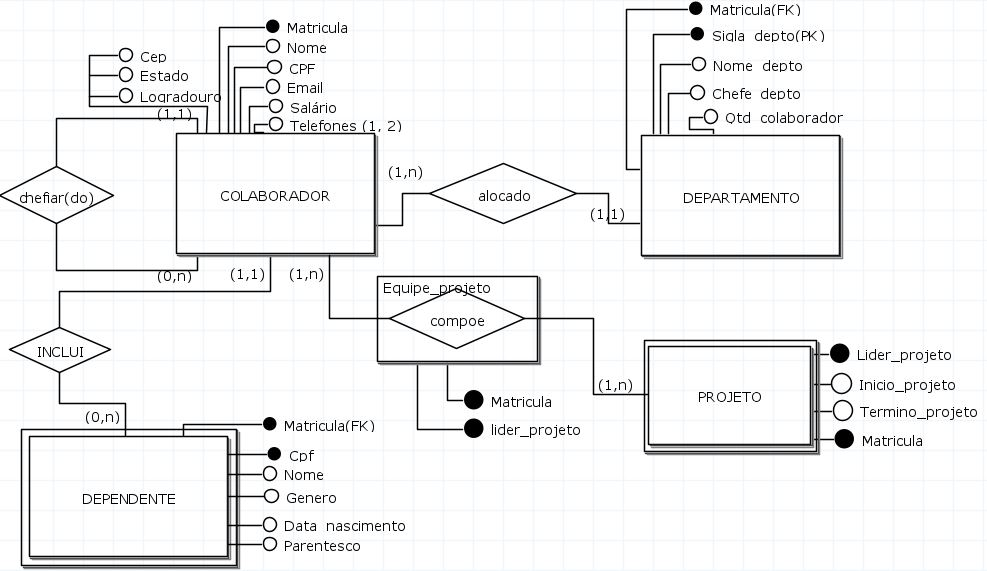 Matricula
Nome
CPF
Email
Salário
Telefones (1, 2)
Cep
Estado
Logradouro
(1,1)
chefiar(do)
(0,n)
COLABORADOR
(1,n)
alocado
(1,1)
Matricula(FK)
Sigla_depto(PK)
Nome_depto
Chefe_depto
Qtd_colaborador
DEPARTAMENTO
(1,1)
(1,n)
INCLUI
(0,n)
Equipe_projeto
compoe
Matricula
lider_projeto
(1,n)
PROJETO
Lider_projeto
Inicio_projeto
Termino_projeto
Matricula
DEPENDENTE
Matricula(FK)
Cpf
Nome
Genero
Data_nascimento
Parentesco